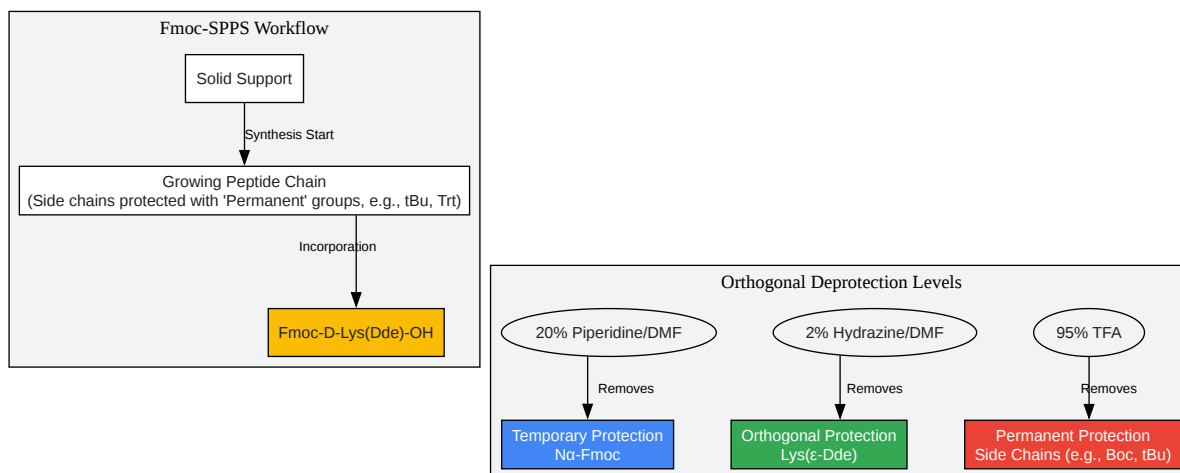 Fmoc-SPPS Workflow
Solid Support
Synthesis Start
Growing Peptide Chain
(Side chains protected with 'Permanent' groups, e.g., tBu, Trt)
Incorporation
Fmoc-D-Lys(Dde)-OH
Orthogonal Deprotection Levels
20% Piperidine/DMF
2% Hydrazine/DMF
95% TFA
Removes
Removes
Removes
Temporary Protection
Nα-Fmoc
Orthogonal Protection
Lys(ε-Dde)
Permanent Protection
Side Chains (e.g., Boc, tBu)